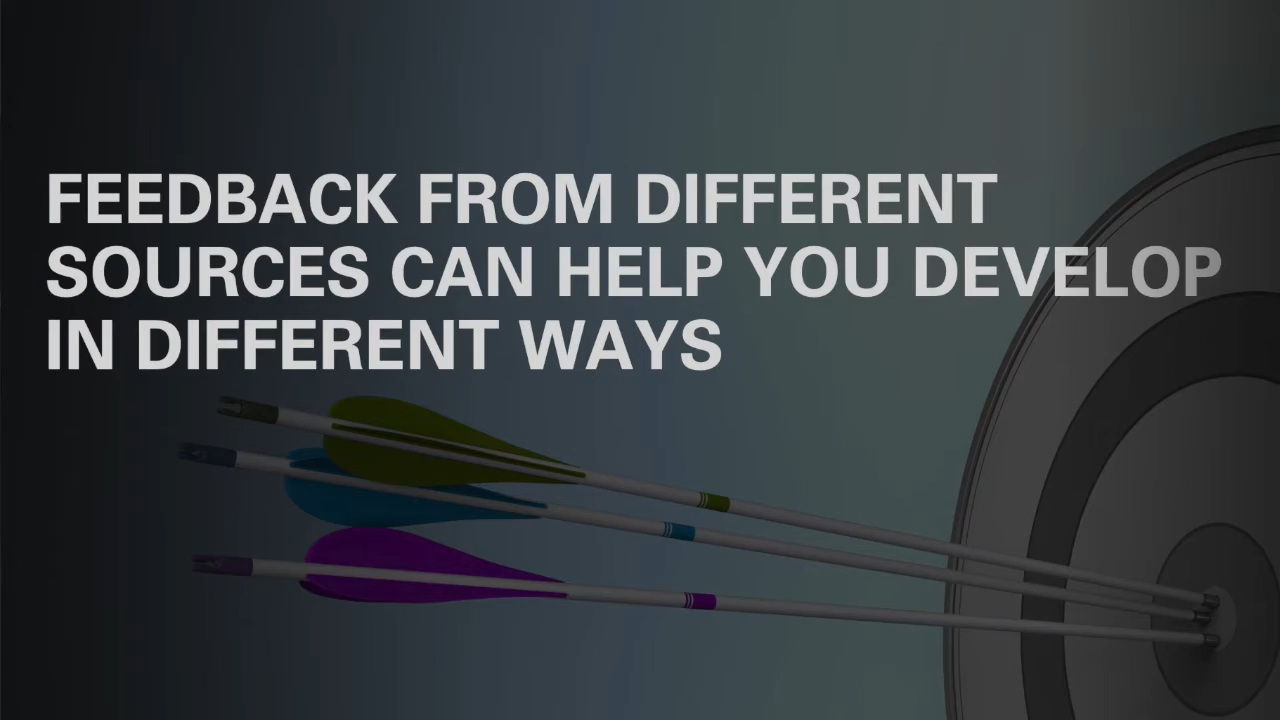 FEEDBACK FROM DIFFERENT
SOURCES CAN HELP YOU DEVELOP
IN DIFFERENT WAYS